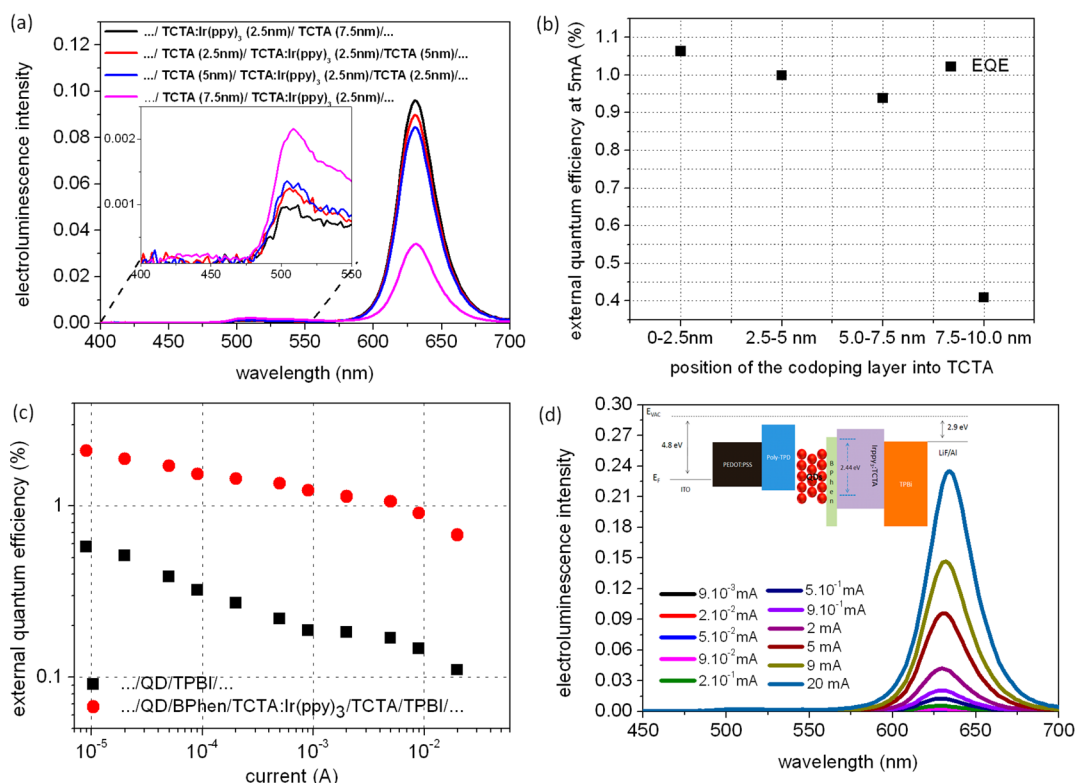 (a)
electroluminescence intensity
0.12
0.10
0.08
0.06
0.04
0.02
0.00
.../ TCTA:Ir(ppy)3 (2.5nm)/ TCTA (7.5nm)/...
.../ TCTA (2.5nm)/ TCTA:Ir(ppy)3 (2.5nm)/TCTA (5nm)/...
.../ TCTA (5nm)/ TCTA:Ir(ppy)3 (2.5nm)/TCTA (2.5nm)/...
.../ TCTA (7.5nm)/ TCTA:Ir(ppy)3 (2.5nm)/...
0.002
0.001
400 450 500 550
400 450 500 550 600 650 700
wavelength (nm)
(b)
external quantum efficiency at 5mA (%)
1.1
1.0
0.9
0.8
0.7
0.6
0.5
0.4
EQE
0-2.5nm 2.5-5 nm 5.0-7.5 nm 7.5-10.0 nm
position of the codoping layer into TCTA
(c)
external quantum efficiency (%)
1
0.1
.../QD/TPBI/...
.../QD/BPhen/TCTA:Ir(ppy)3/TCTA/TPBI/...
10-5 10-4 10-3 10-2
current (A)
(d)
electroluminescence intensity
0.30
0.27
0.24
0.21
0.18
0.15
0.12
0.09
0.06
0.03
0.00
EVAC
4.8 eV
EF
ITO
PEDOT:PSS
Poly-TPD
QDs
BPhen
2.44 eV
Irppy3:TCTA
TPBi
2.9 eV
LiF/Al
9.10-3mA
2.10-2mA
5.10-2mA
9.10-2mA
2.10-1mA
5.10-1mA
9.10-1mA
2 mA
5 mA
9 mA
20 mA
450 500 550 600 650 700
wavelength (nm)